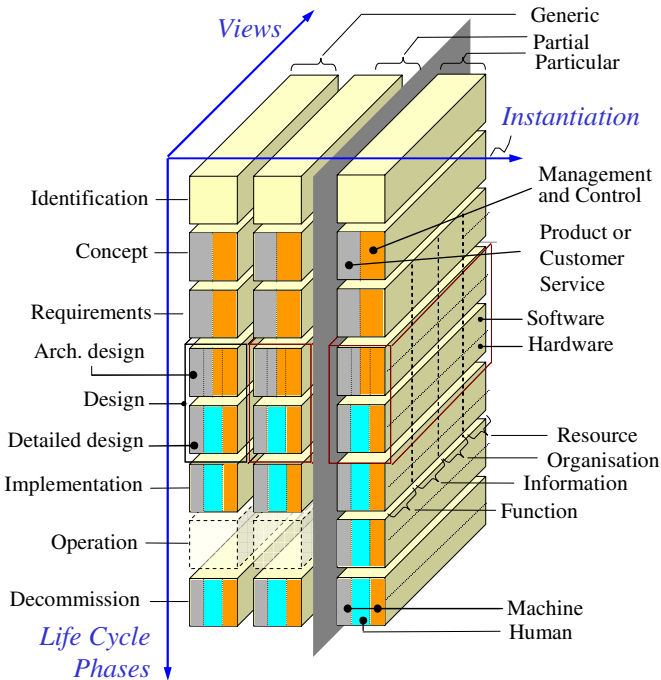 Generic
Views
Partial
Particular
Instantiation
Identification
Management
and Control
Concept
Product or
Customer
Service
Requirements
Software
Arch. design
Hardware
Design
Detailed design
Resource
Organisation
Implementation
Information
Function
Operation
Decommission
Machine
Human
Life Cycle
Phases